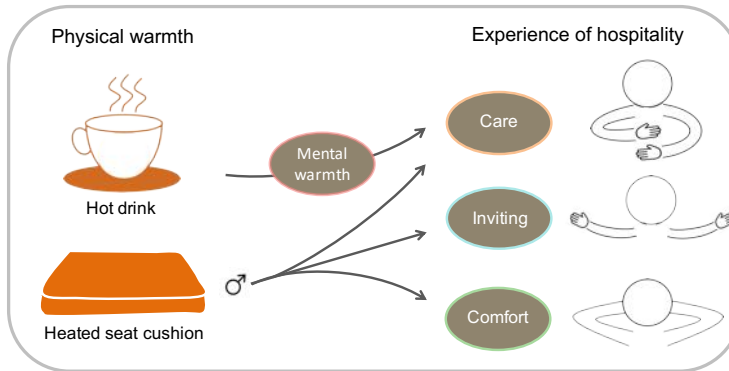 Physical warmth
Experience of hospitality
Care
Mental
warmth
Hot drink
Inviting
♂
Heated seat cushion
Comfort